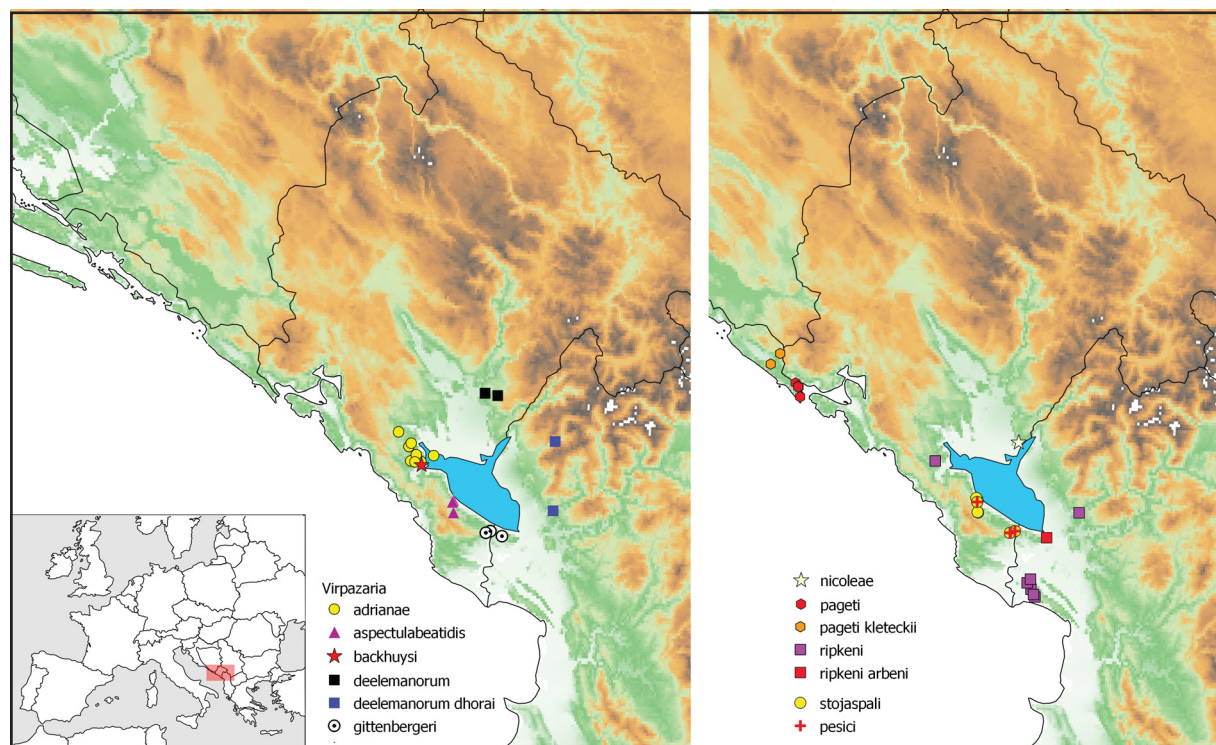 Virpazaria
adrianae
aspectulabeatidis
backhuysi
deelemanorum
deelemanorum dhorai
gittenbergeri
nicoleae
pageti
pageti kleteckii
ripkeni
ripkeni arbeni
stojaspali
pesici